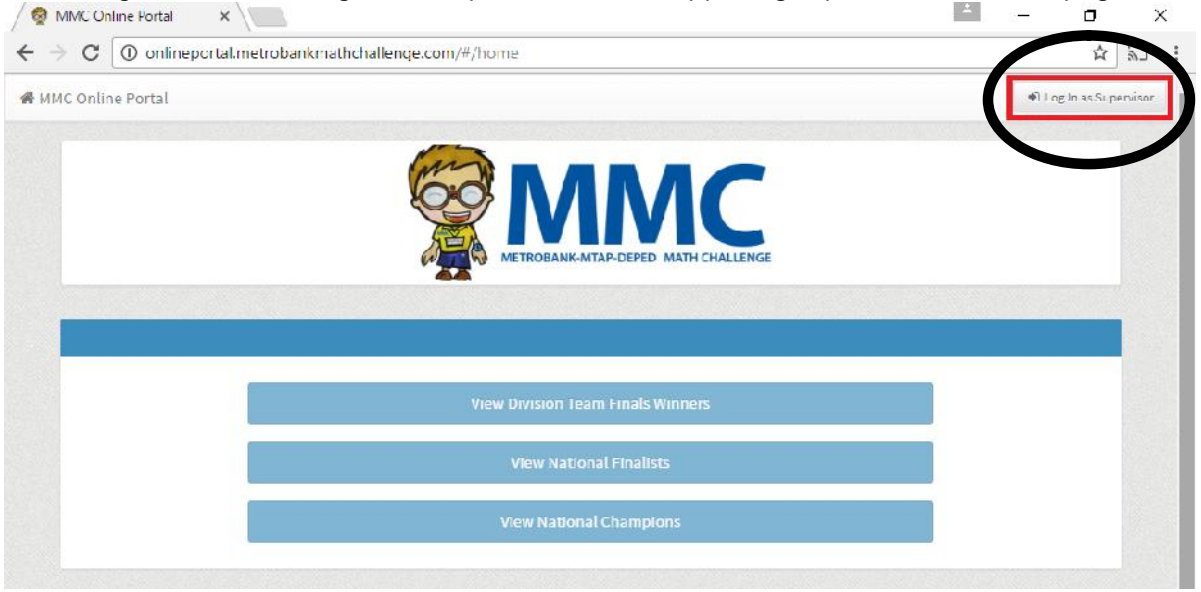 MMC Online Portal
onlineportal.metrobankmathchallenge.com/#/home
MMC Online Portal
Log In as Supervisor
MMC
METROBANK-MTAP-DEPED MATH CHALLENGE
View Division Team Finals Winners
View National Finalists
View National Champions